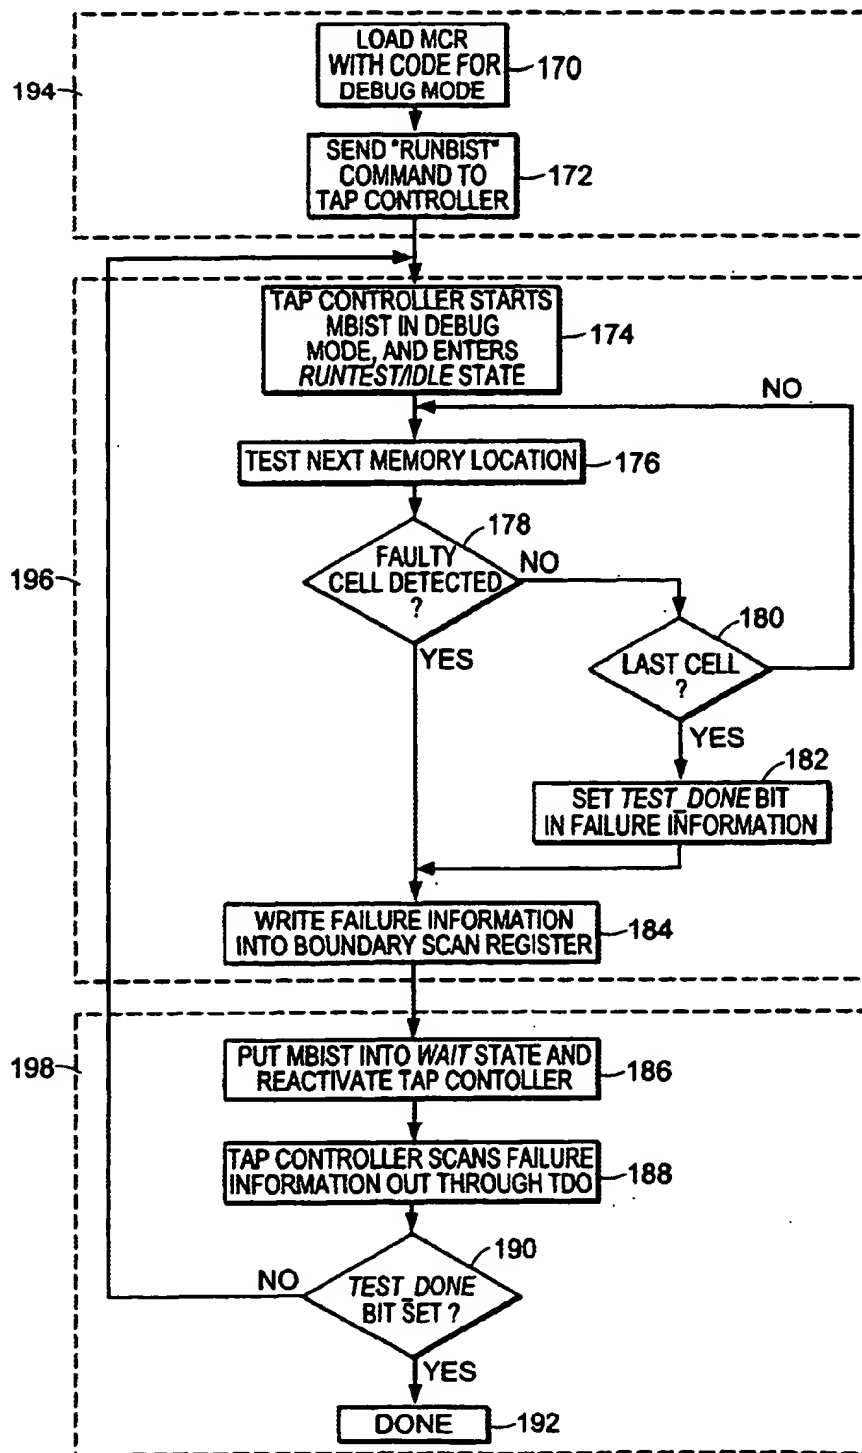 LOAD MCR
WITH CODE FOR
DEBUG MODE
170
194
SEND "RUNBIST"
COMMAND TO
TAP CONTROLLER
172
TAP CONTROLLER STARTS
MBIST IN DEBUG
MODE, AND ENTERS
RUNTEST/IDLE STATE
174
NO
TEST NEXT MEMORY LOCATION
176
178
FAULTY
CELL DETECTED
?
NO
196
180
YES
LAST CELL
?
YES
182
SET TEST_DONE BIT
IN FAILURE INFORMATION
WRITE FAILURE INFORMATION
INTO BOUNDARY SCAN REGISTER
184
198
PUT MBIST INTO WAIT STATE AND
REACTIVATE TAP CONTOLLER
186
TAP CONTROLLER SCANS FAILURE
INFORMATION OUT THROUGH TDO
188
190
NO
TEST_DONE
BIT SET ?
YES
DONE
192